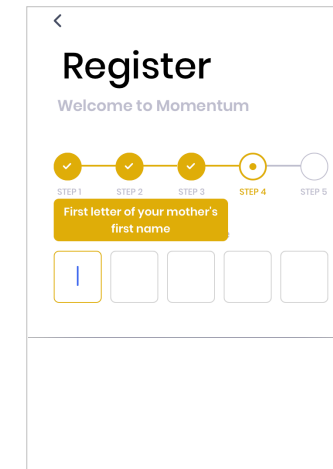 Register
Welcome to Momentum
STEP 1 STEP 2 STEP 3 STEP 4 STEP 5
First letter of your mother's
first name